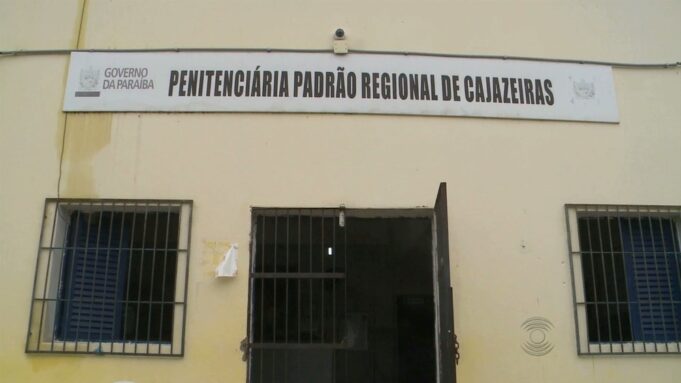 GOVERNO
DA PARAÍBA
PENITENCIÁRIA PADRÃO REGIONAL DE CAJAZEIRAS